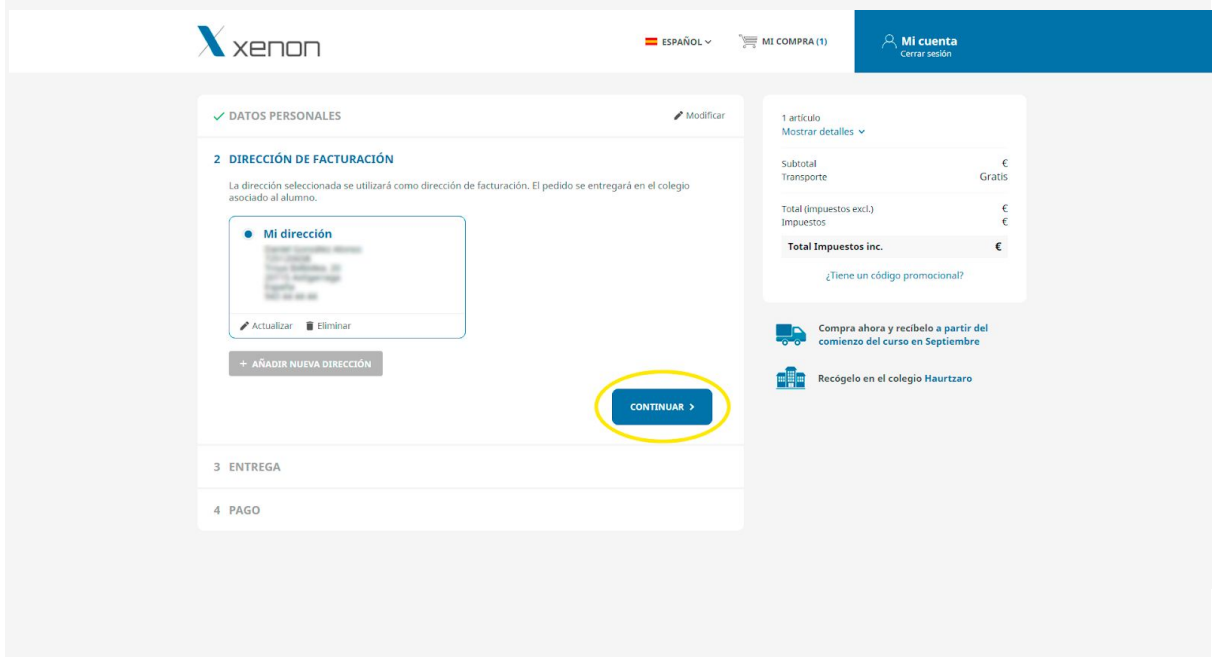 xenon
ESPAÑOL
MI COMPRA (1)
Mi cuenta
Cerrar sesión
DATOS PERSONALES
Modificar
2 DIRECCIÓN DE FACTURACIÓN
La dirección seleccionada se utilizará como dirección de facturación. El pedido se entregará en el colegio
asociado al alumno.
Mi dirección
Actualizar Eliminar
+ AÑADIR NUEVA DIRECCIÓN
CONTINUAR >
3 ENTREGA
4 PAGO
1 artículo
Mostrar detalles
Subtotal €
Transporte Gratis
Total (impuestos excl.) €
Impuestos €
Total Impuestos inc. €
¿Tiene un código promocional?
Compra ahora y recíbelo a partir del
comienzo del curso en Septiembre
Recógelo en el colegio Haurtzaro